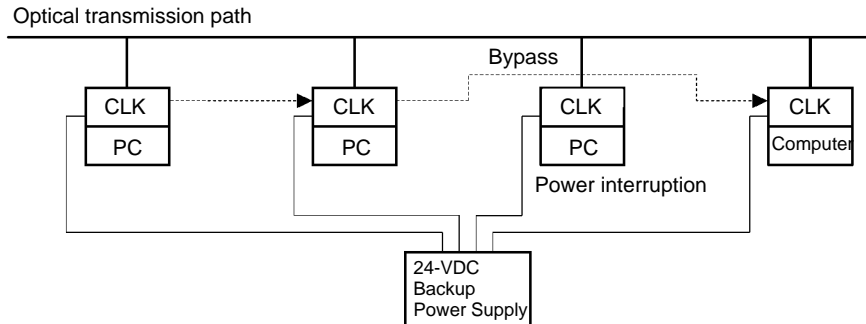 Optical transmission path
Bypass
CLK
CLK
CLK
CLK
PC
PC
PC
Computer
Power interruption
24-VDC
Backup
Power Supply